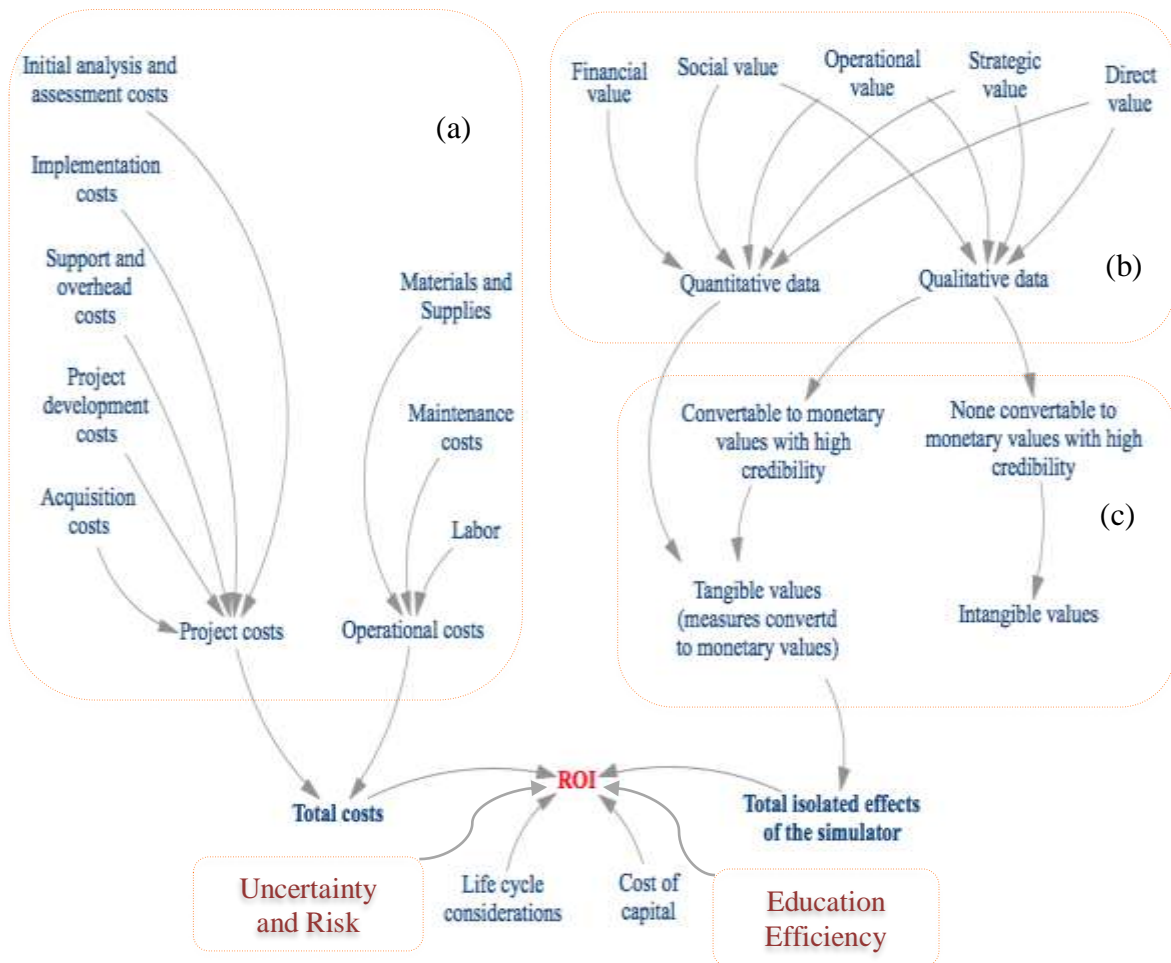 Initial analysis and
assessment costs
(a)
Implementation
costs
Support and
overhead
costs
Materials and
Supplies
Project
development
costs
Maintenance
costs
Acquisition
costs
Labor
Project costs
Operational costs
Financial
value
Social value
Operational
value
Strategic
value
Direct
value
Quantitative data
Qualitative data
(b)
Convertable to monetary
values with high
credibility
None convertable to
monetary values with high
credibility
(c)
Tangible values
(measures convertd
to monetary values)
Intangible values
Total costs
ROI
Total isolated effects
of the simulator
Uncertainty
and Risk
Life cycle
considerations
Cost of
capital
Education
Efficiency